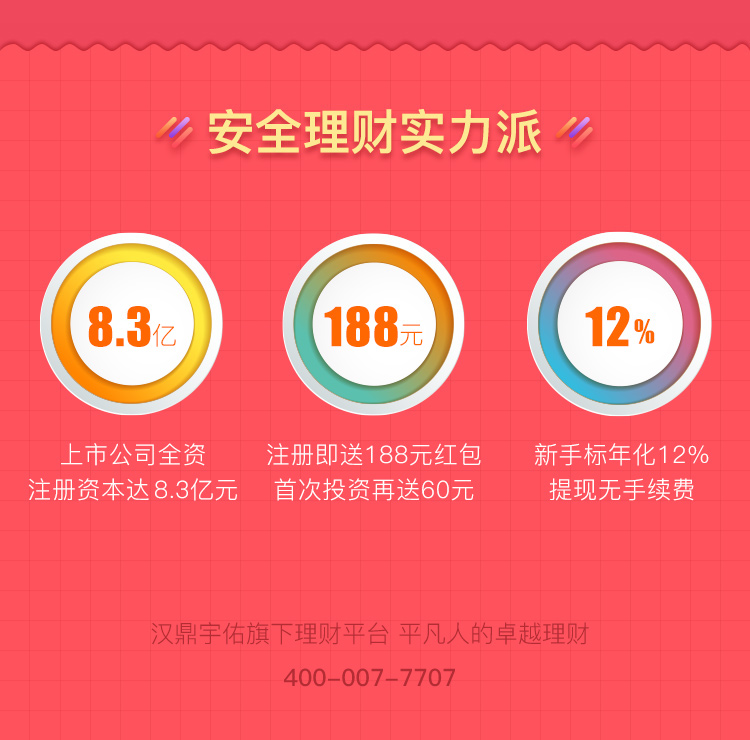 安全理财实力派
8.3亿
188元
12%
上市公司全资
注册资本达8.3亿元
注册即送188元红包
首次投资再送60元
新手标年化12%
提现无手续费
汉鼎宇佑旗下理财平台 平凡人的卓越理财
400-007-7707